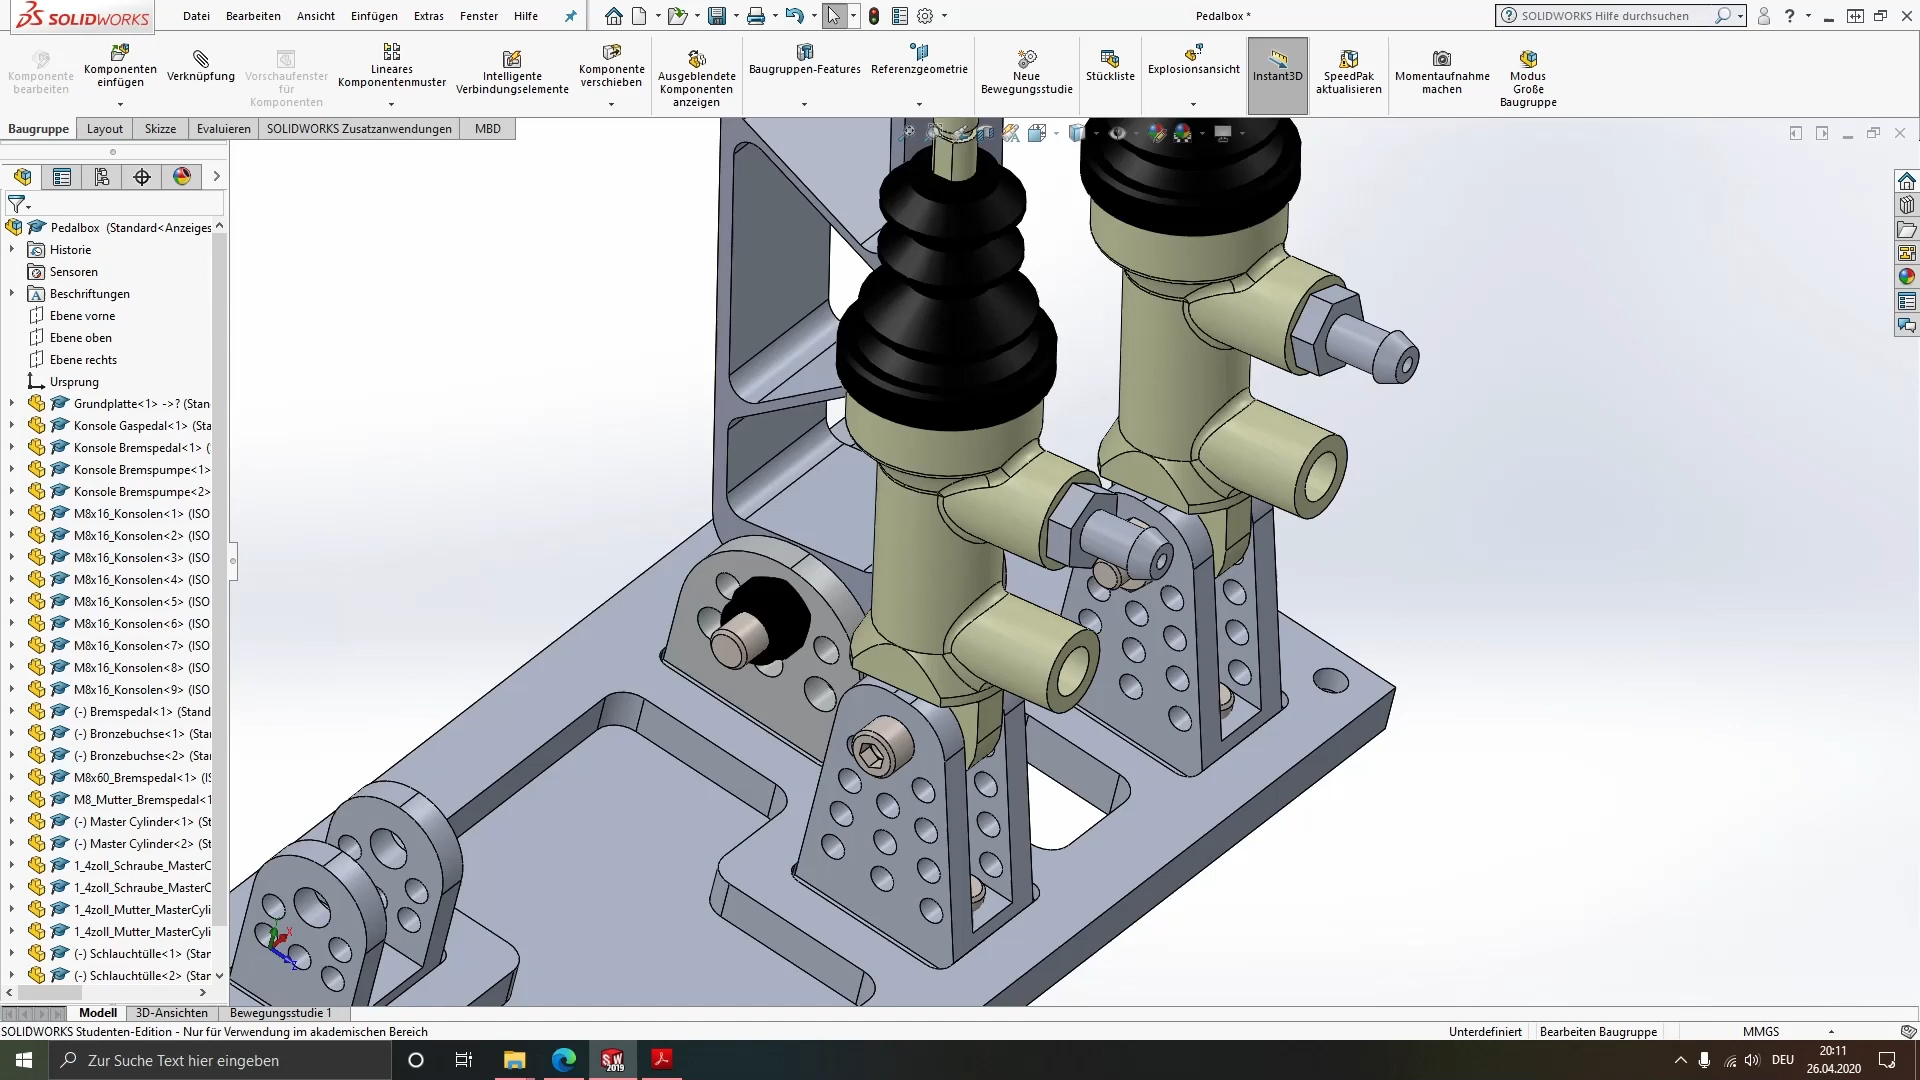 SOLIDWORKS
Datei Bearbeiten Ansicht Einfügen Extras Fenster Hilfe
Pedalbox *
SOLIDWORKS Hilfe durchsuchen
Komponente bearbeiten
Komponenten einfügen
Verknüpfung
Vorschaufenster für Komponenten
Lineares Komponentenmuster
Intelligente Verbindungselemente
Komponente verschieben
Ausgeblendete Komponenten anzeigen
Baugruppen-Features
Referenzgeometrie
Neue Bewegungsstudie
Stückliste
Explosionsansicht
Instant3D
SpeedPak aktualisieren
Momentaufnahme machen
Modus Große Baugruppe
Baugruppe Layout Skizze Evaluieren SOLIDWORKS Zusatzanwendungen MBD
Pedalbox (Standard<Anzeiges
Historie
Sensoren
Beschriftungen
Ebene vorne
Ebene oben
Ebene rechts
Ursprung
Grundplatte<1> ->? (Stan
Konsole Gaspedal<1> (Sta
Konsole Bremspedal<1> (
Konsole Bremspumpe<1>
Konsole Bremspumpe<2>
M8x16_Konsolen<1> (ISO
M8x16_Konsolen<2> (ISO
M8x16_Konsolen<3> (ISO
M8x16_Konsolen<4> (ISO
M8x16_Konsolen<5> (ISO
M8x16_Konsolen<6> (ISO
M8x16_Konsolen<7> (ISO
M8x16_Konsolen<8> (ISO
M8x16_Konsolen<9> (ISO
(-) Bremspedal<1> (Stand
(-) Bronzebuchse<1> (Star
(-) Bronzebuchse<2> (Star
M8x60_Bremspedal<1> (IS
M8_Mutter_Bremspedal<1
(-) Master Cylinder<1> (St
(-) Master Cylinder<2> (St
1_4zoll_Schraube_MasterC
1_4zoll_Schraube_MasterC
1_4zoll_Mutter_MasterCyli
1_4zoll_Mutter_MasterCyli
(-) Schlauchtülle<1> (Star
(-) Schlauchtülle<2> (Star
Modell 3D-Ansichten Bewegungsstudie 1
SOLIDWORKS Studenten-Edition - Nur für Verwendung im akademischen Bereich
Unterdefiniert Bearbeiten Baugruppe MMGS
Zur Suche Text hier eingeben
SW 2019
DEU
20:11
26.04.2020